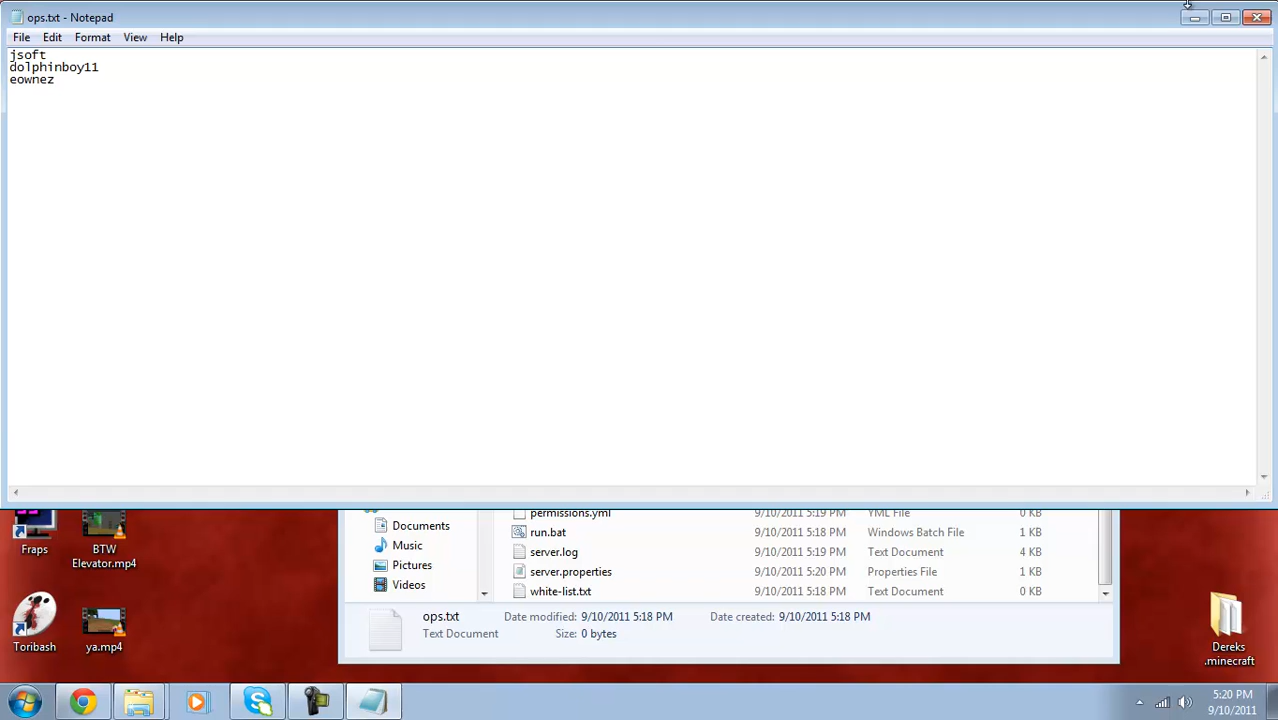 ops.txt - Notepad
File Edit Format View Help
jsoft
dolphinboy11
eownez
permissions.yml 9/10/2011 5:19 PM YML File 0 KB
Documents
run.bat 9/10/2011 5:18 PM Windows Batch File 1 KB
Music
server.log 9/10/2011 5:19 PM Text Document 4 KB
Pictures
server.properties 9/10/2011 5:20 PM Properties File 1 KB
Videos
white-list.txt 9/10/2011 5:18 PM Text Document 0 KB
ops.txt Date modified: 9/10/2011 5:18 PM Date created: 9/10/2011 5:18 PM
Text Document Size: 0 bytes
Fraps
BTW
Elevator.mp4
Toribash
ya.mp4
Dereks
.minecraft
5:20 PM
9/10/2011